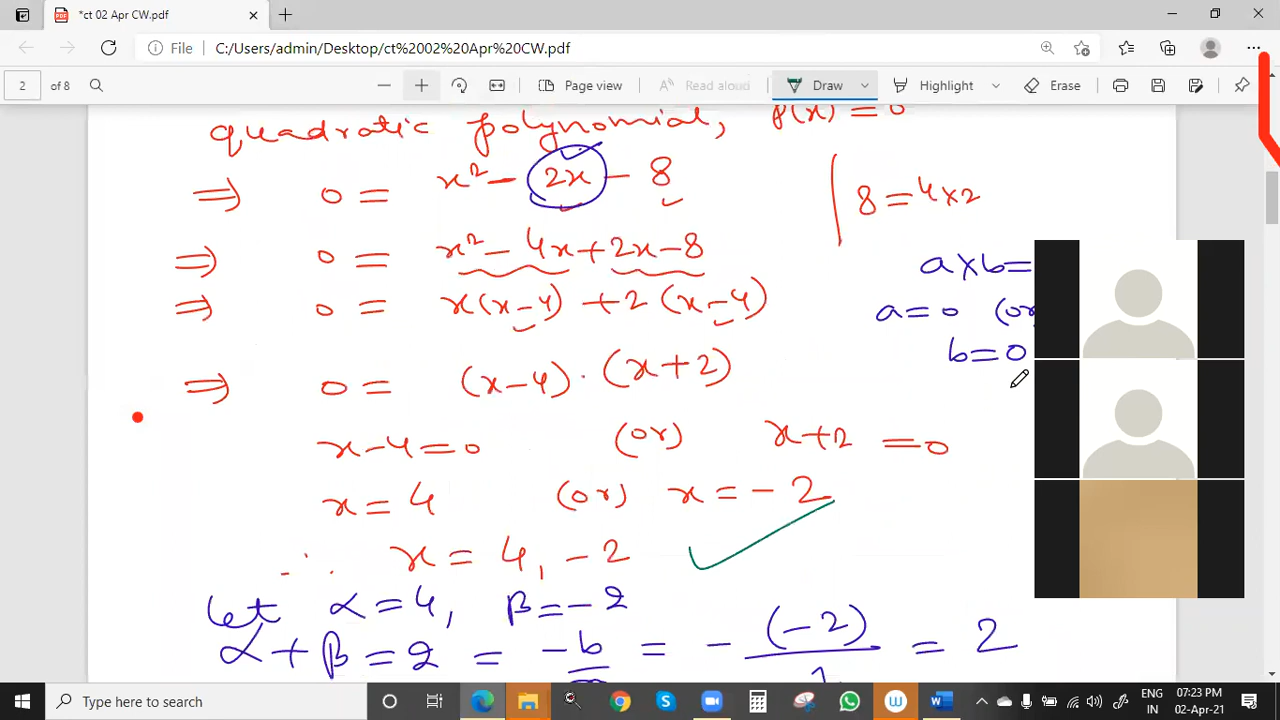 *ct 02 Apr CW.pdf
File C:/Users/admin/Desktop/ct%2002%20Apr%20CW.pdf
2 of 8 Page view Read aloud Draw Highlight Erase
quadratic polynomial, P(x) = 0
⇒ 0 = x² - 2x - 8
8 = 4×2
⇒ 0 = x² - 4x + 2x - 8
a×b =
⇒ 0 = x(x-4) + 2(x-4)
a = 0 (or
b = 0
⇒ 0 = (x-4) · (x+2)
x-4=0 (or) x+2 = 0
x = 4 (or) x = -2
∴ x = 4, -2
let α = 4, β = -2
α + β = 2 = -b = - (-2)/1 = 2
Type here to search
W W
ENG 07:23 PM
IN 02-Apr-21